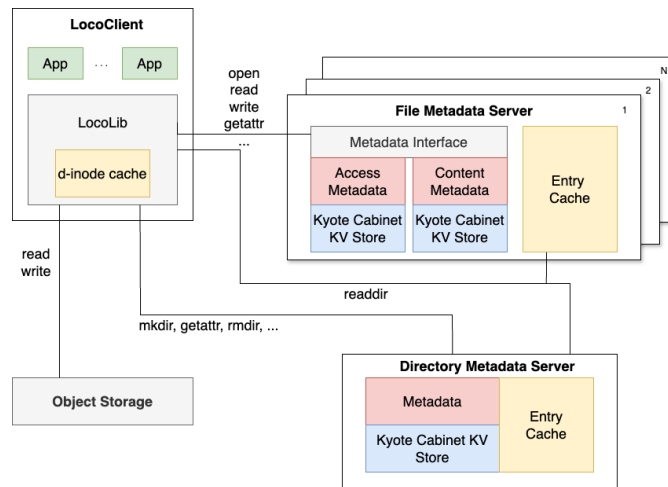 LocoClient
App
...
App
LocoLib
d-inode cache
open
read
write
getattr
...
N
2
1
File Metadata Server
Metadata Interface
Access
Metadata
Content
Metadata
Kyote Cabinet
KV Store
Kyote Cabinet
KV Store
Entry
Cache
read
write
readdir
mkdir, getattr, rmdir, ...
Object Storage
Directory Metadata Server
Metadata
Kyote Cabinet KV
Store
Entry
Cache